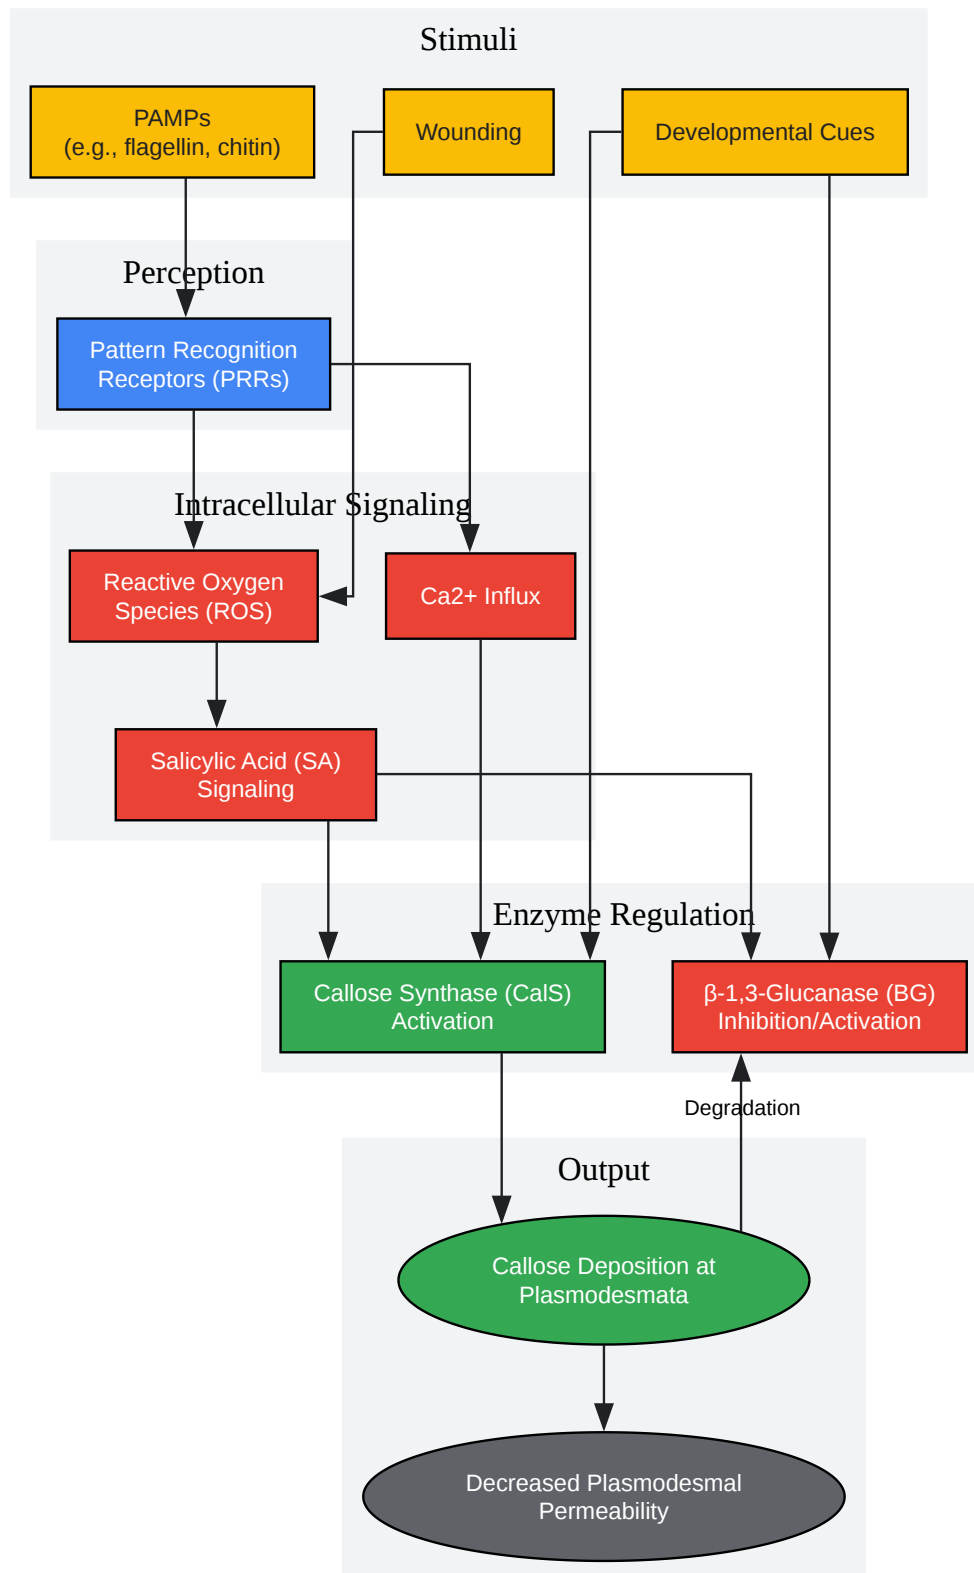 Stimuli
PAMPs
(e.g., flagellin, chitin)
Wounding
Developmental Cues
Perception
Pattern Recognition
Receptors (PRRs)
Intracellular Signaling
Reactive Oxygen
Species (ROS)
Ca2+ Influx
Salicylic Acid (SA)
Signaling
Enzyme Regulation
Callose Synthase (CalS)
Activation
β-1,3-Glucanase (BG)
Inhibition/Activation
Degradation
Output
Callose Deposition at
Plasmodesmata
Decreased Plasmodesmal
Permeability